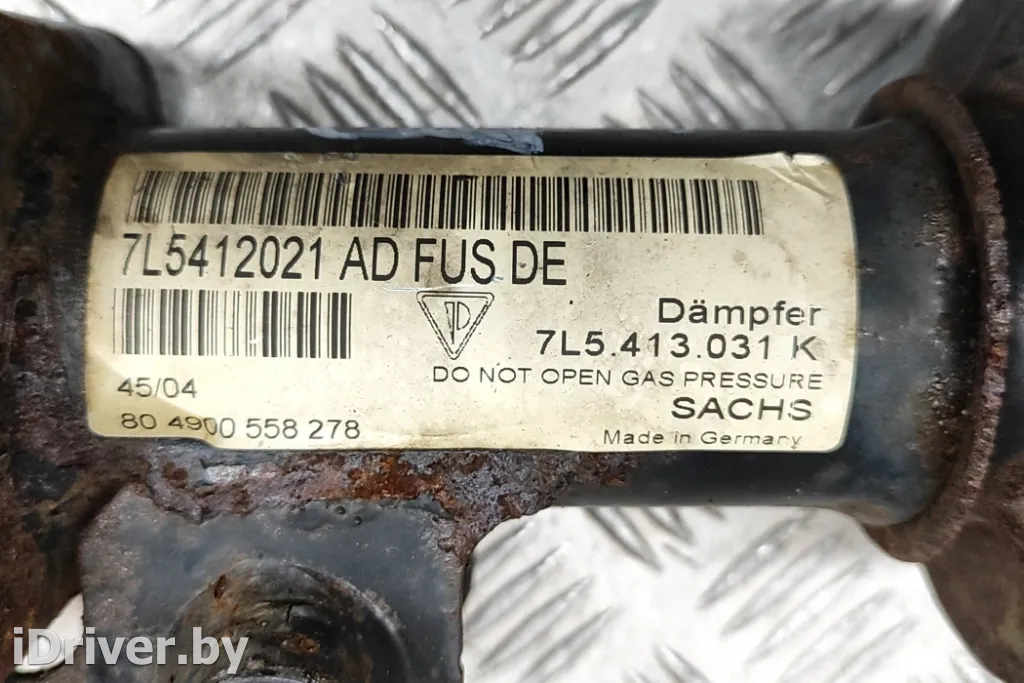 7L5412021 AD FUS DE
Dämpfer
7L5.413.031 K
DO NOT OPEN GAS PRESSURE
45/04
SACHS
80 4900 558 278
Made in Germany
iDriver.by